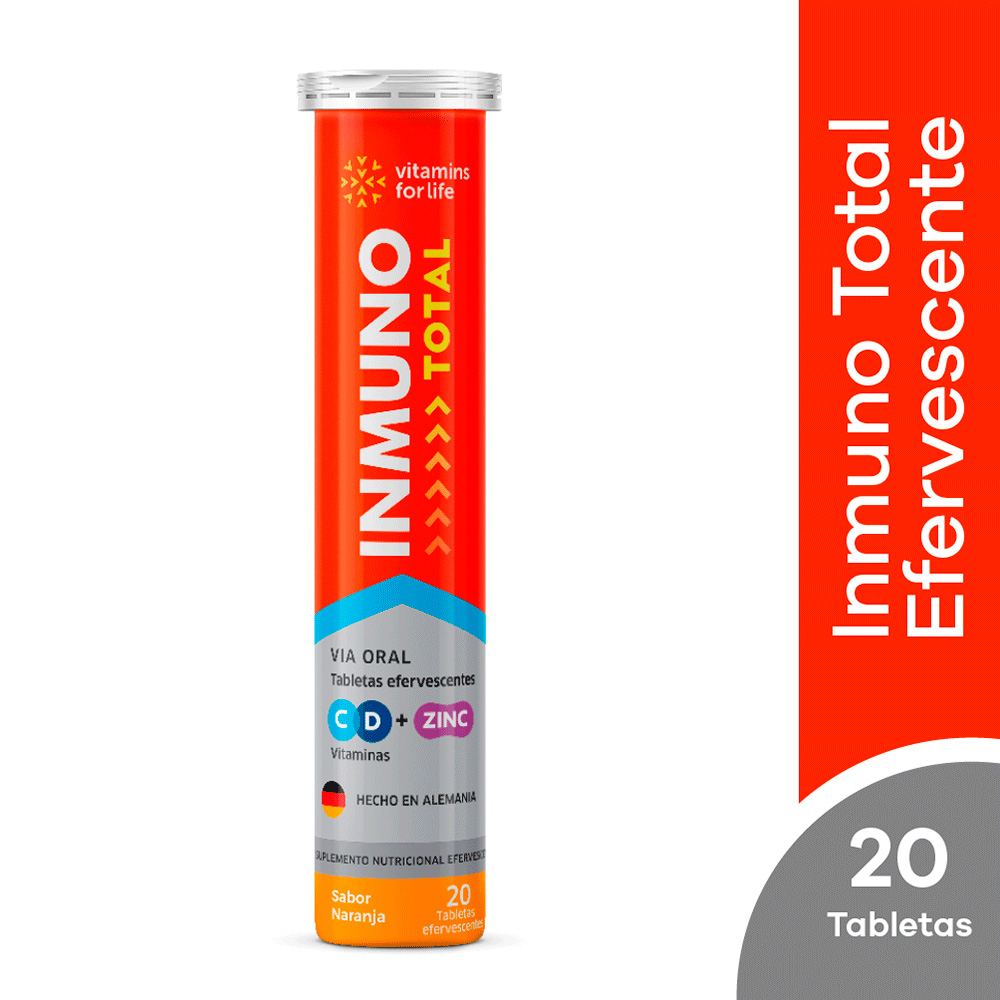 vitamins
for life
INMUNO
TOTAL
VIA ORAL
Tabletas efervescentes
C D + ZINC
Vitaminas
HECHO EN ALEMANIA
SUPLEMENTO NUTRICIONAL
Sabor
Naranja
20
Tabletas
efervescentes
Inmuno Total
Efervescente
20
Tabletas